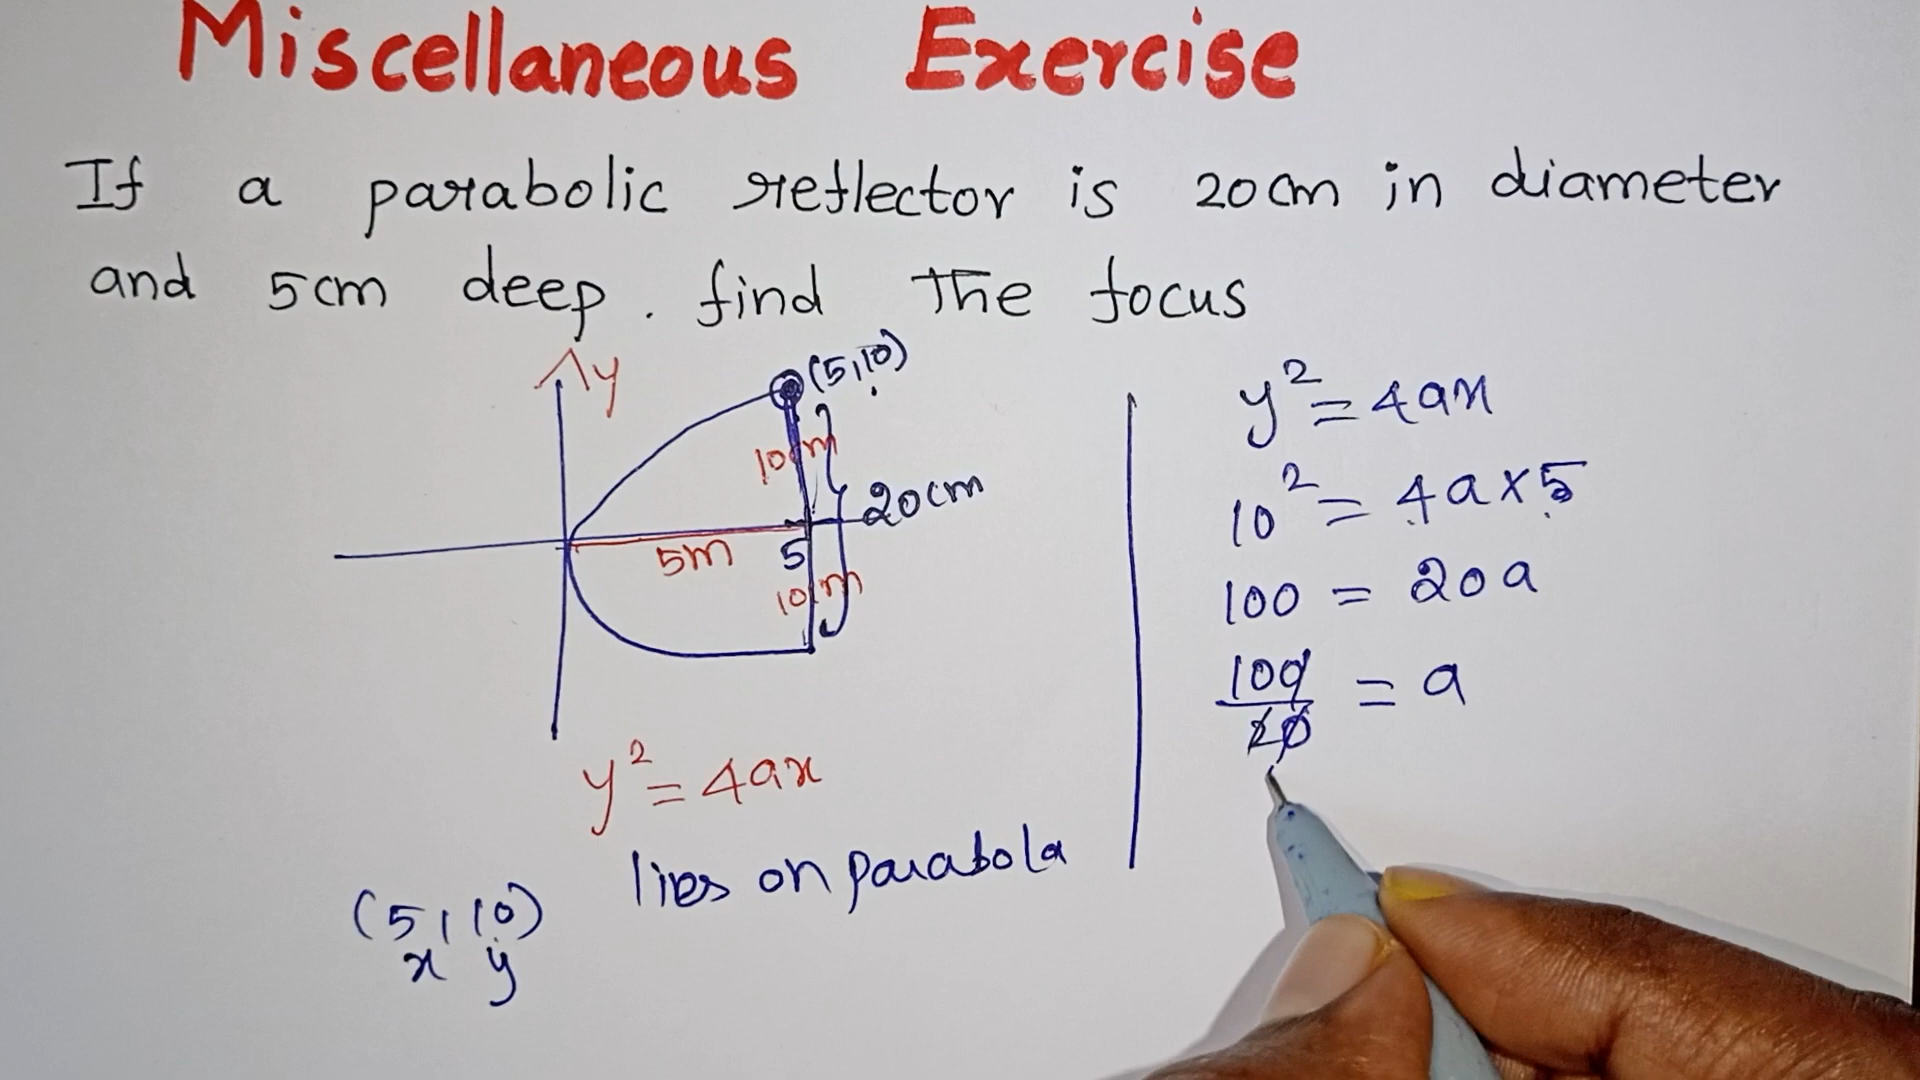 Miscellaneous Exercise
If a parabolic reflector is 20cm in diameter
and 5cm deep. find The focus
y
(5,10)
10cm
20cm
5m 5
10cm
y² = 4ax
lies on parabola
(5,10)
x y
y² = 4ax
10² = 4a×5
100 = 20a
100/20 = a